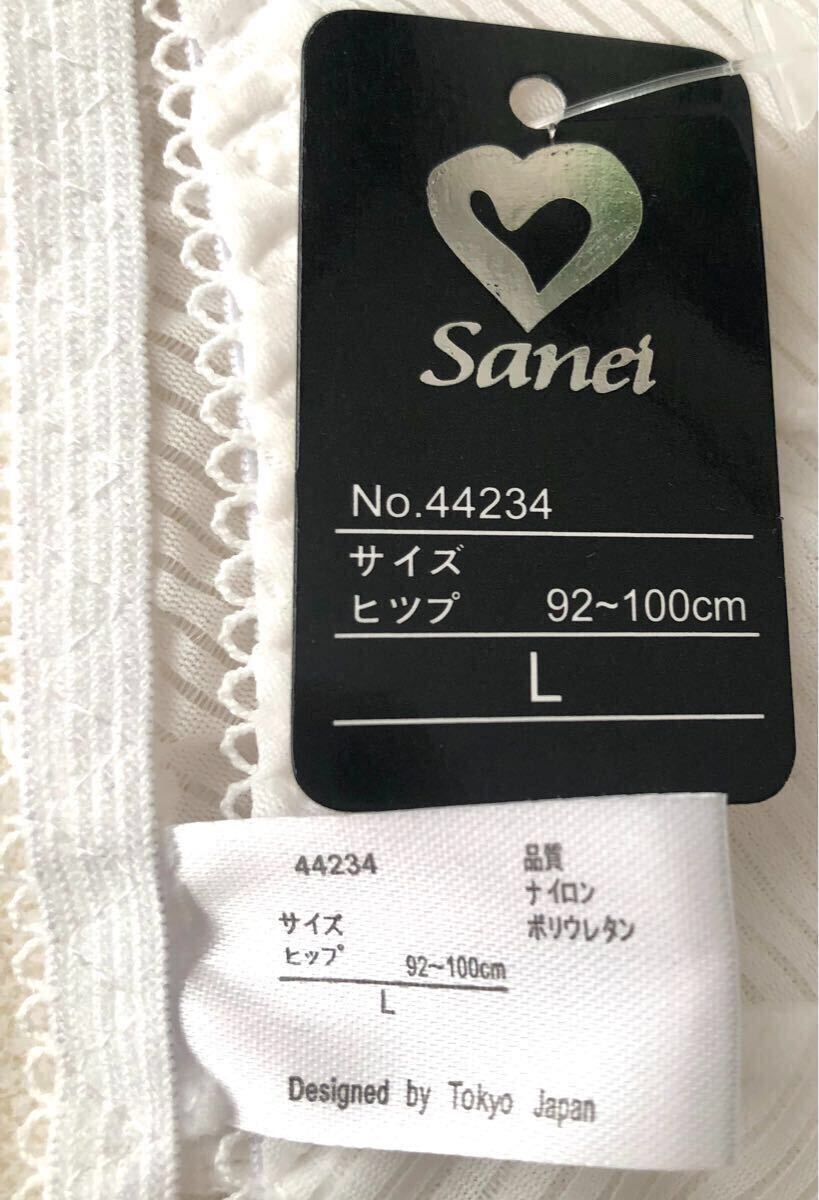 Sanei
No.44234
サイズ
ヒツプ 92~100cm
L
44234
サイズ
ヒップ 92~100cm
L
品質
ナイロン
ポリウレタン
Designed by Tokyo Japan